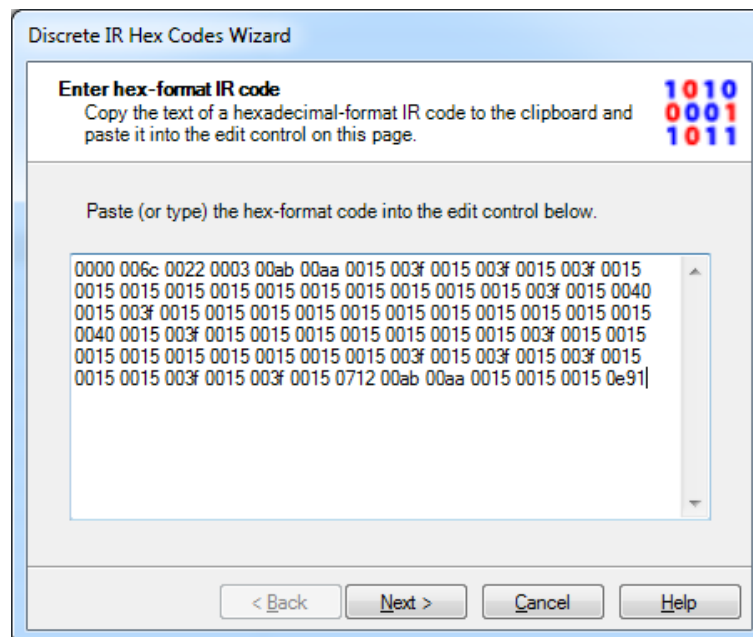 Discrete IR Hex Codes Wizard
Enter hex-format IR code
Copy the text of a hexadecimal-format IR code to the clipboard and
paste it into the edit control on this page.
1010
0001
1011
Paste (or type) the hex-format code into the edit control below.
0000 006c 0022 0003 00ab 00aa 0015 003f 0015 003f 0015 003f 0015
0015 0015 0015 0015 0015 0015 0015 0015 0015 0015 003f 0015 0040
0015 003f 0015 0015 0015 0015 0015 0015 0015 0015 0015 0015 0015
0040 0015 003f 0015 0015 0015 0015 0015 0015 0015 003f 0015 0015
0015 0015 0015 0015 0015 0015 0015 003f 0015 003f 0015 003f 0015
0015 0015 003f 0015 003f 0015 0712 00ab 00aa 0015 0015 0015 0e91
< Back
Next >
Cancel
Help